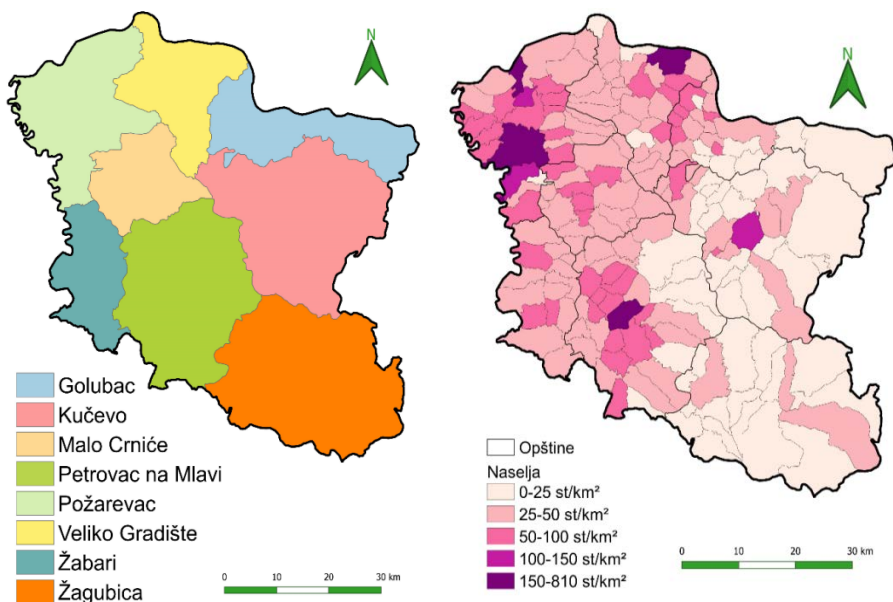 N
Golubac
Kučevo
Malo Crniće
Petrovac na Mlavi
Požarevac
Veliko Gradište
Žabari
Žagubica
0 10 20 30 km
N
Opštine
Naselja
0-25 st/km²
25-50 st/km²
50-100 st/km²
100-150 st/km²
150-810 st/km²
0 10 20 30 km